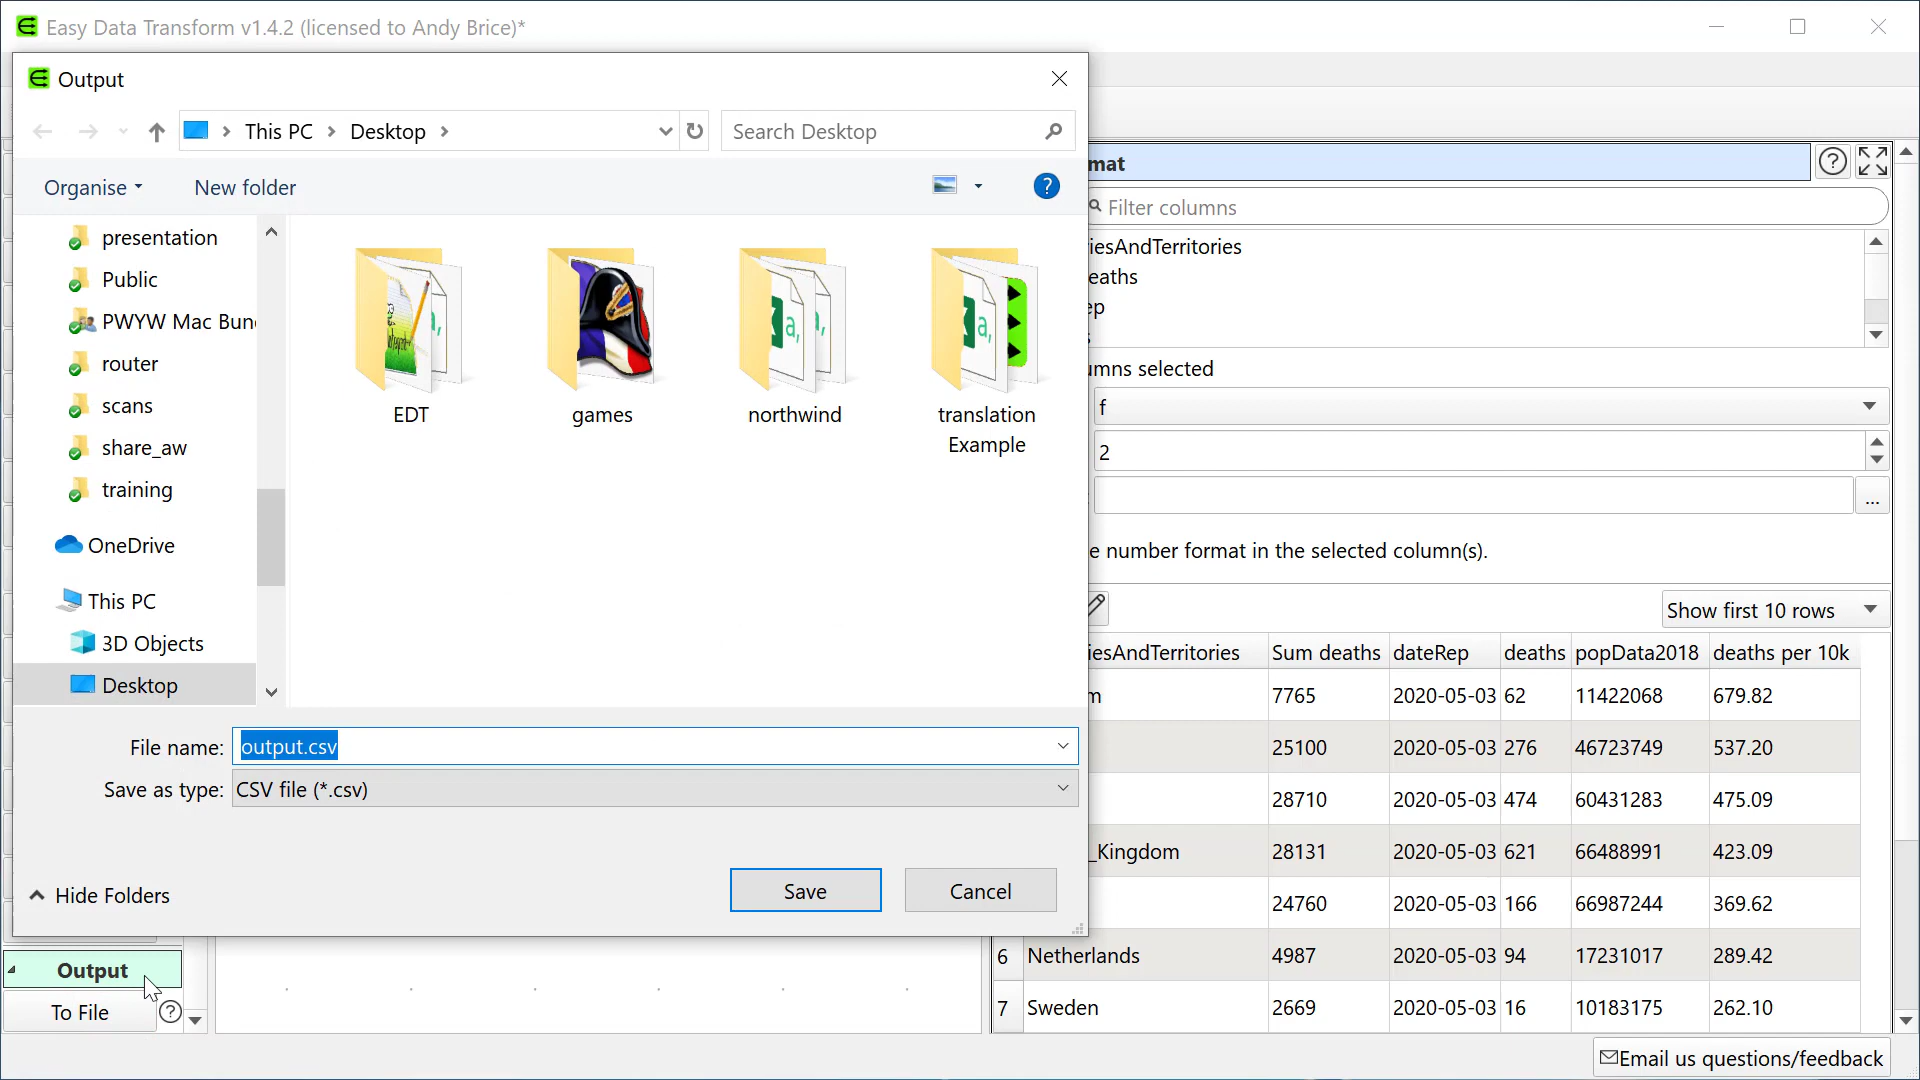 Easy Data Transform v1.4.2 (licensed to Andy Brice)*
Output
This PC
Desktop
Search Desktop
Organise
New folder
presentation
Public
PWYW Mac Bun
router
scans
share_aw
training
OneDrive
This PC
3D Objects
Desktop
EDT
games
northwind
translation
Example
File name:
output.csv
Save as type:
CSV file (*.csv)
Hide Folders
Save
Cancel
Output
To File
mat
Filter columns
iesAndTerritories
eaths
ep
mns selected
f
2
...
e number format in the selected column(s).
Show first 10 rows
iesAndTerritories Sum deaths dateRep deaths popData2018 deaths per 10k
m 7765 2020-05-03 62 11422068 679.82
25100 2020-05-03 276 46723749 537.20
28710 2020-05-03 474 60431283 475.09
_Kingdom 28131 2020-05-03 621 66488991 423.09
24760 2020-05-03 166 66987244 369.62
6 Netherlands 4987 2020-05-03 94 17231017 289.42
7 Sweden 2669 2020-05-03 16 10183175 262.10
Email us questions/feedback